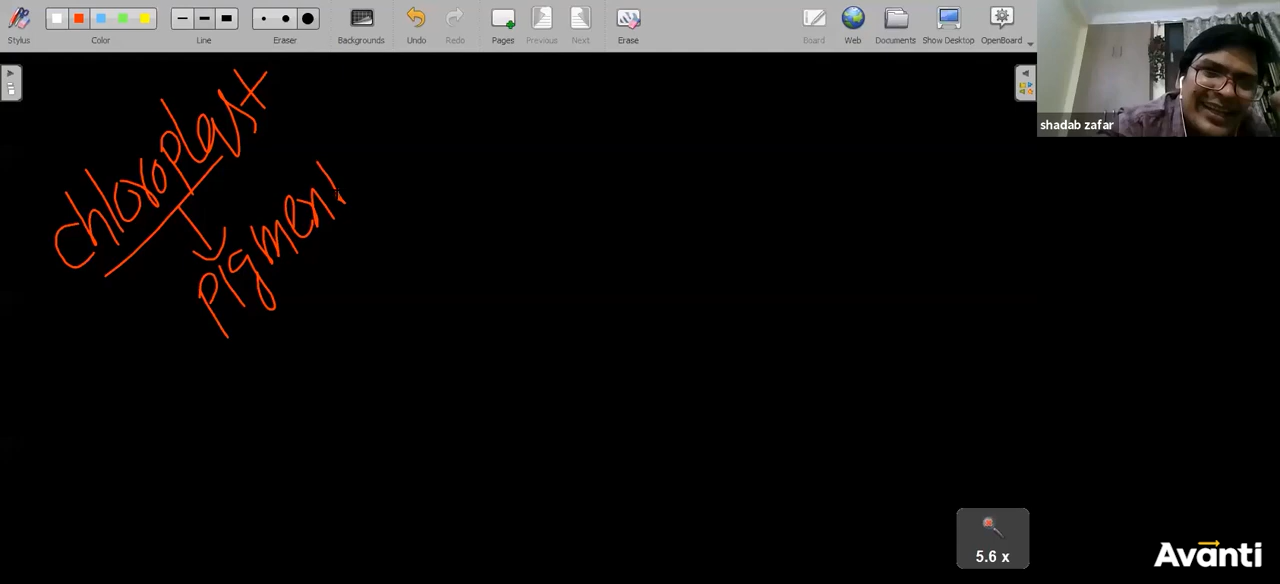 Stylus
Color
Line
Eraser
Backgrounds
Undo
Redo
Pages
Previous
Next
Erase
Board
Web
Documents
Show Desktop
OpenBoard
shadab zafar
chloroplast
pigment
5.6 x
Avanti